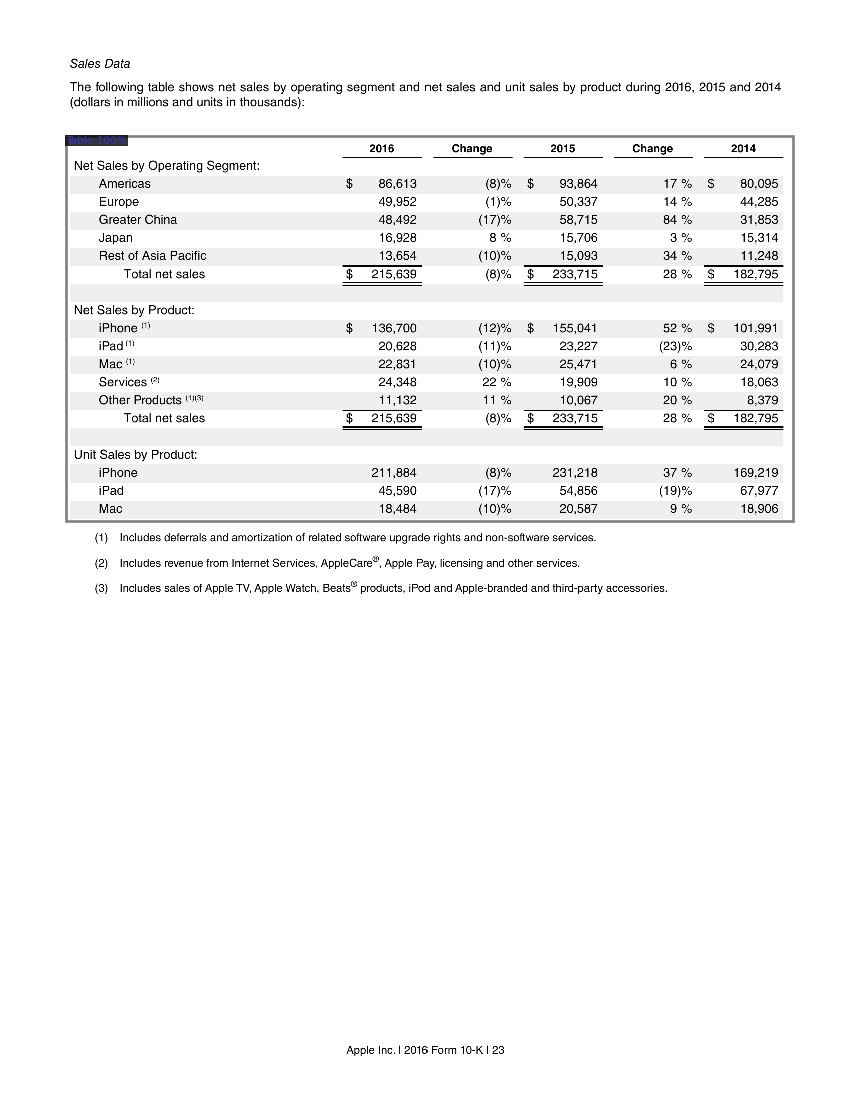 Sales Data
The following table shows net sales by operating segment and net sales and unit sales by product during 2016, 2015 and 2014
(dollars in millions and units in thousands):
Table 100%
2016 Change 2015 Change 2014
Net Sales by Operating Segment:
Americas $ 86,613 (8)% $ 93,864 17 % $ 80,095
Europe 49,952 (1)% 50,337 14 % 44,285
Greater China 48,492 (17)% 58,715 84 % 31,853
Japan 16,928 8 % 15,706 3 % 15,314
Rest of Asia Pacific 13,654 (10)% 15,093 34 % 11,248
Total net sales $ 215,639 (8)% $ 233,715 28 % $ 182,795
Net Sales by Product:
iPhone (1) $ 136,700 (12)% $ 155,041 52 % $ 101,991
iPad (1) 20,628 (11)% 23,227 (23)% 30,283
Mac (1) 22,831 (10)% 25,471 6 % 24,079
Services (2) 24,348 22 % 19,909 10 % 18,063
Other Products (1)(3) 11,132 11 % 10,067 20 % 8,379
Total net sales $ 215,639 (8)% $ 233,715 28 % $ 182,795
Unit Sales by Product:
iPhone 211,884 (8)% 231,218 37 % 169,219
iPad 45,590 (17)% 54,856 (19)% 67,977
Mac 18,484 (10)% 20,587 9 % 18,906
(1) Includes deferrals and amortization of related software upgrade rights and non-software services.
(2) Includes revenue from Internet Services, AppleCare®, Apple Pay, licensing and other services.
(3) Includes sales of Apple TV, Apple Watch, Beats® products, iPod and Apple-branded and third-party accessories.
Apple Inc. | 2016 Form 10-K | 23